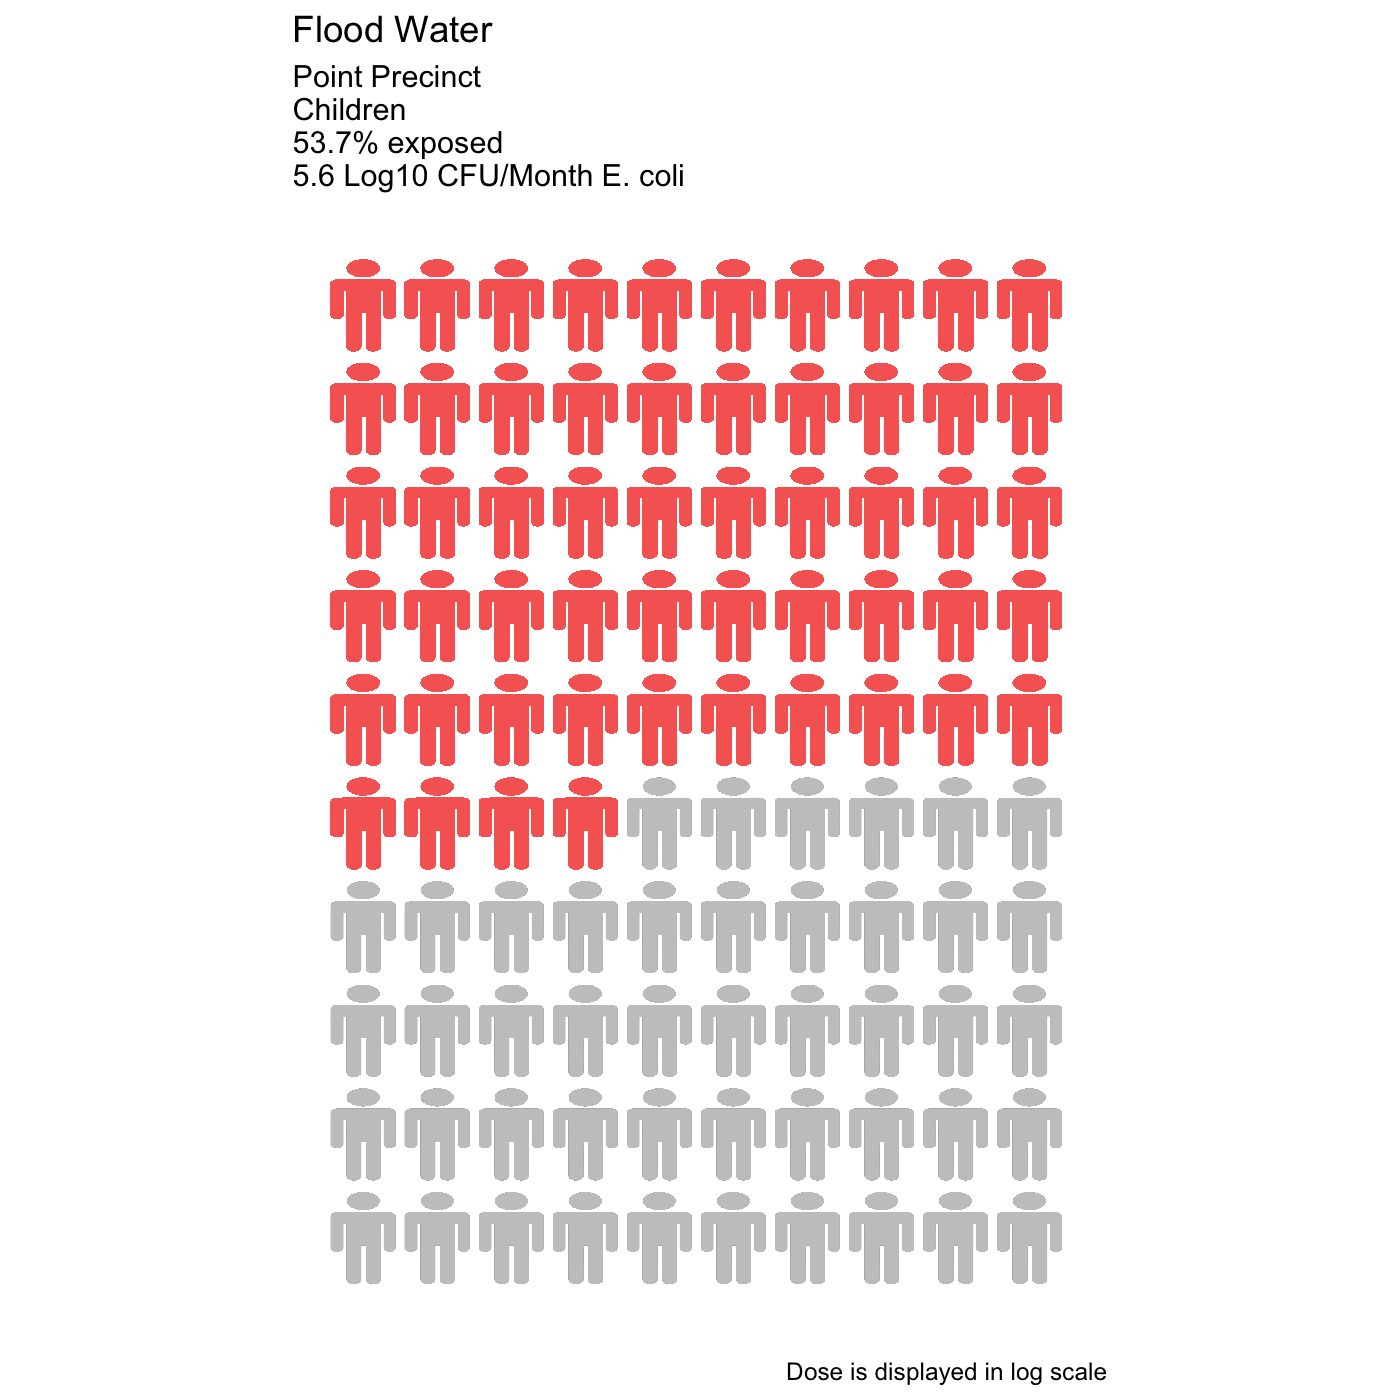 Flood Water
Point Precinct
Children
53.7% exposed
5.6 Log10 CFU/Month E. coli
Dose is displayed in log scale